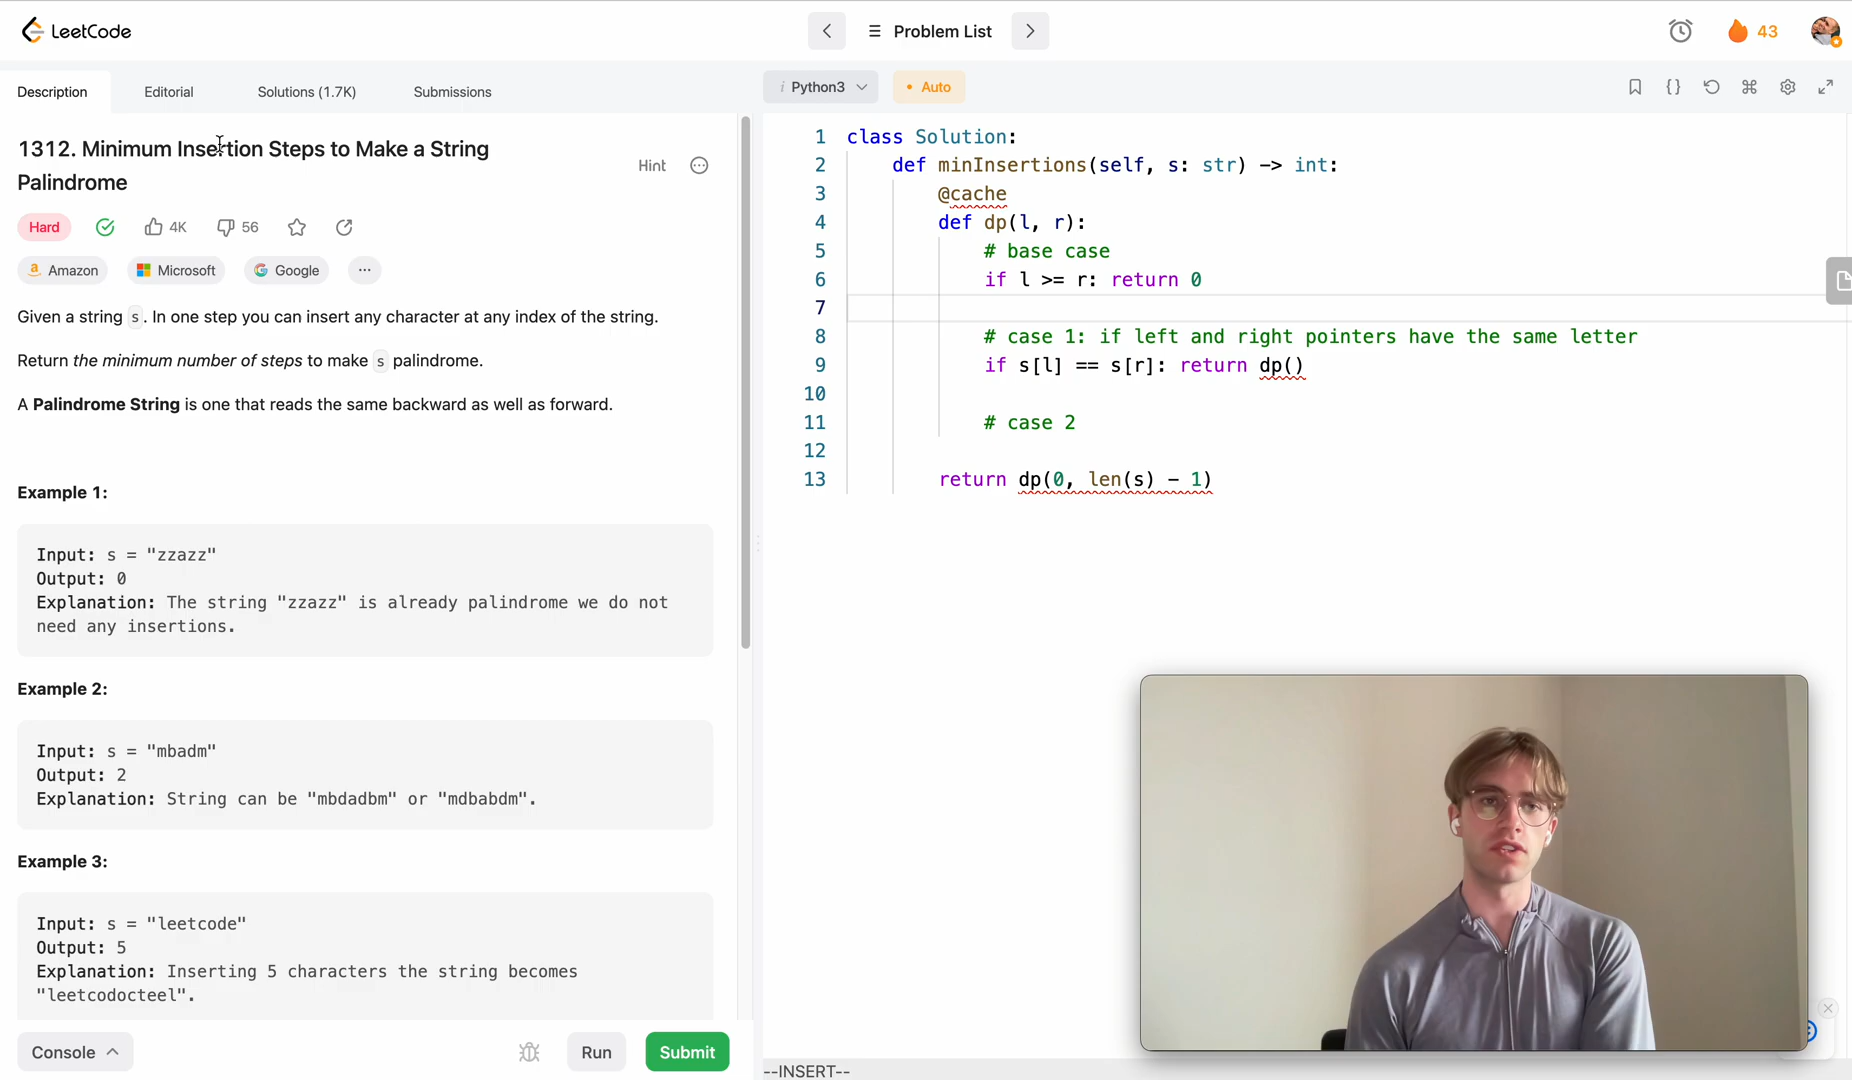 LeetCode
Problem List
43
Description
Editorial
Solutions (1.7K)
Submissions
i Python3
• Auto
{}
1312. Minimum Insertion Steps to Make a String
Palindrome
Hint
Hard
4K
56
Amazon
Microsoft
Google
...
Given a string s. In one step you can insert any character at any index of the string.
Return the minimum number of steps to make s palindrome.
A Palindrome String is one that reads the same backward as well as forward.
Example 1:
Input: s = "zzazz"
Output: 0
Explanation: The string "zzazz" is already palindrome we do not
need any insertions.
Example 2:
Input: s = "mbadm"
Output: 2
Explanation: String can be "mbdadbm" or "mdbabdm".
Example 3:
Input: s = "leetcode"
Output: 5
Explanation: Inserting 5 characters the string becomes
"leetcodocteel".
Console
Run
Submit
1 class Solution:
2 def minInsertions(self, s: str) -> int:
3 @cache
4 def dp(l, r):
5 # base case
6 if l >= r: return 0
7
8 # case 1: if left and right pointers have the same letter
9 if s[l] == s[r]: return dp()
10
11 # case 2
12
13 return dp(0, len(s) - 1)
--INSERT--